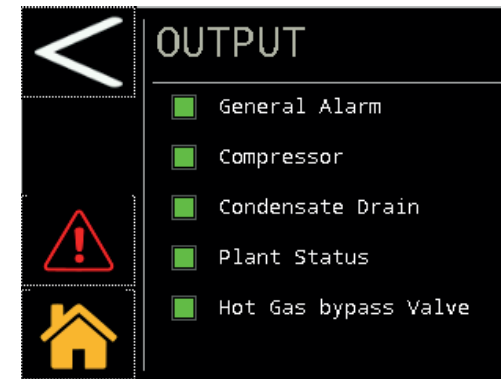 OUTPUT
General Alarm
Compressor
Condensate Drain
Plant Status
Hot Gas bypass Valve